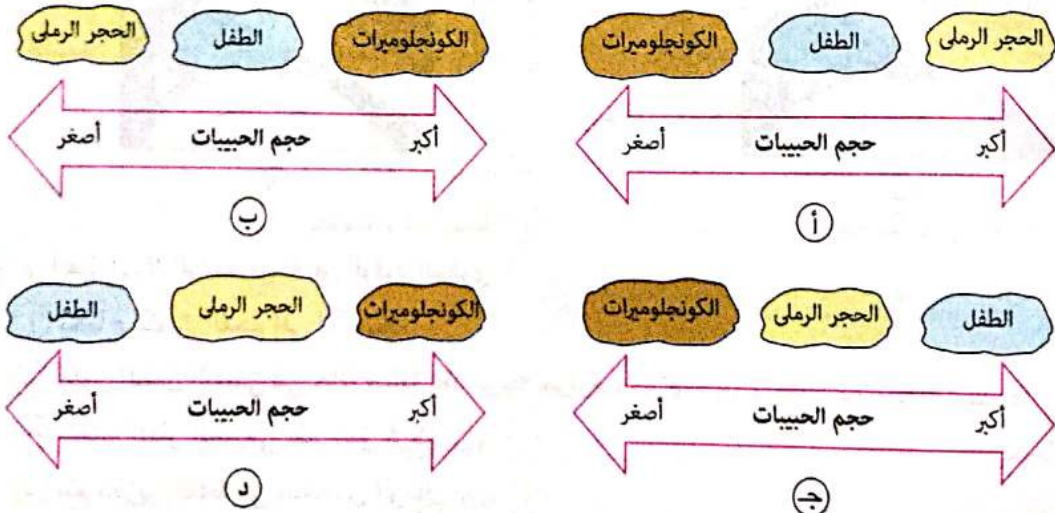 الحجر الرملى الطفل الكونجلوميرات
أكبر حجم الحبيبات أصغر
أ
الكونجلوميرات الطفل الحجر الرملى
أكبر حجم الحبيبات أصغر
ب
الطفل الحجر الرملى الكونجلوميرات
أكبر حجم الحبيبات أصغر
جـ
الكونجلوميرات الحجر الرملى الطفل
أكبر حجم الحبيبات أصغر
د